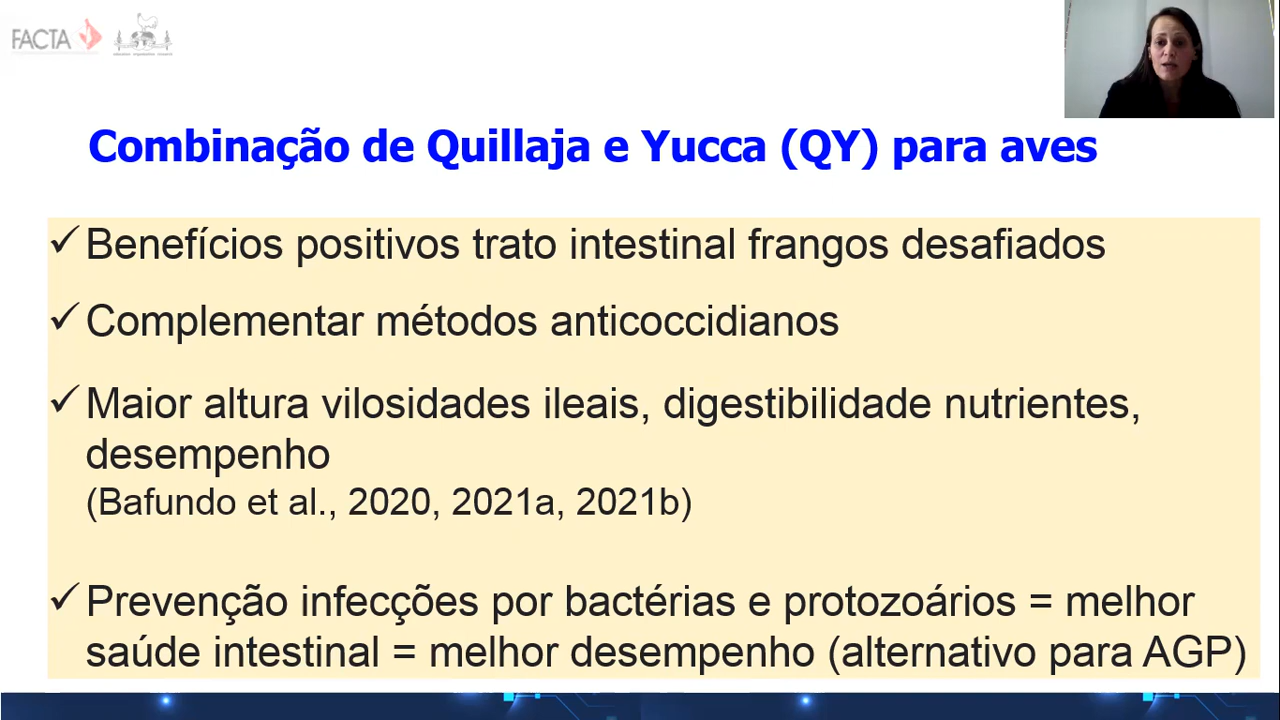 FACTA
Combinação de Quillaja e Yucca (QY) para aves
✓ Benefícios positivos trato intestinal frangos desafiados
✓ Complementar métodos anticoccidianos
✓ Maior altura vilosidades ileais, digestibilidade nutrientes,
desempenho
(Bafundo et al., 2020, 2021a, 2021b)
✓ Prevenção infecções por bactérias e protozoários = melhor
saúde intestinal = melhor desempenho (alternativo para AGP)